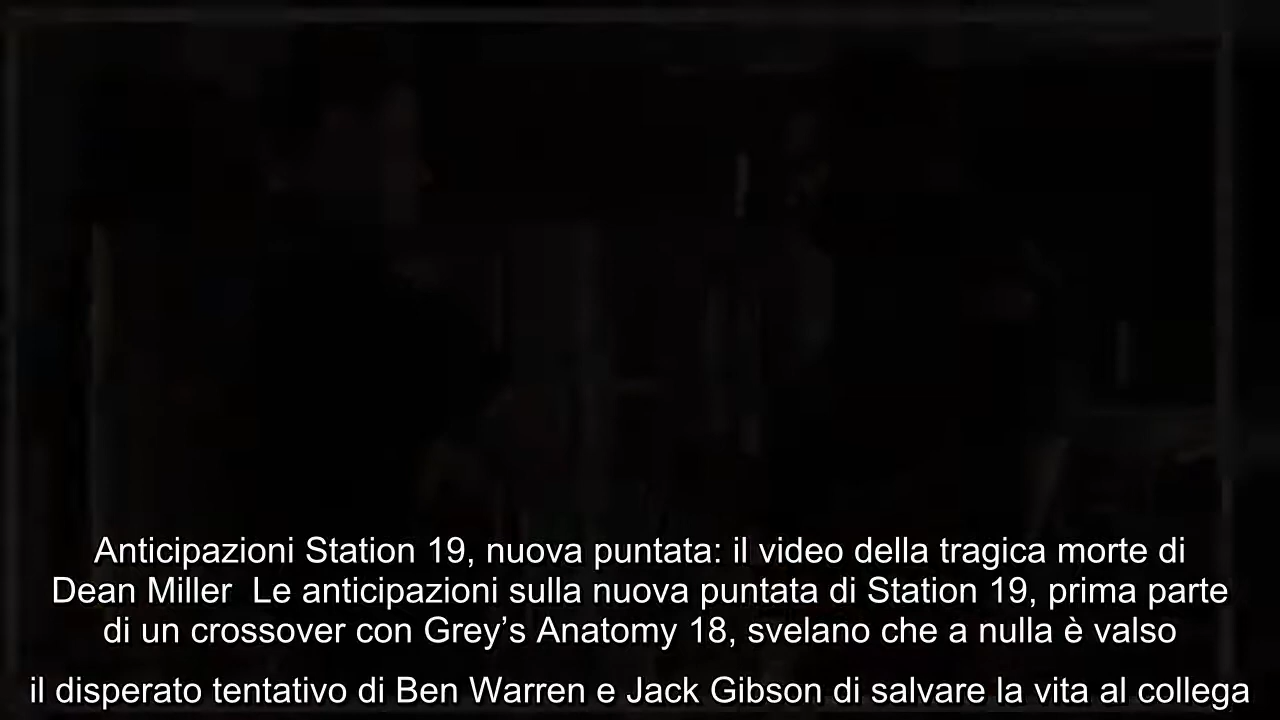 Anticipazioni Station 19, nuova puntata: il video della tragica morte di
Dean Miller  Le anticipazioni sulla nuova puntata di Station 19, prima parte
di un crossover con Grey’s Anatomy 18, svelano che a nulla è valso
il disperato tentativo di Ben Warren e Jack Gibson di salvare la vita al collega